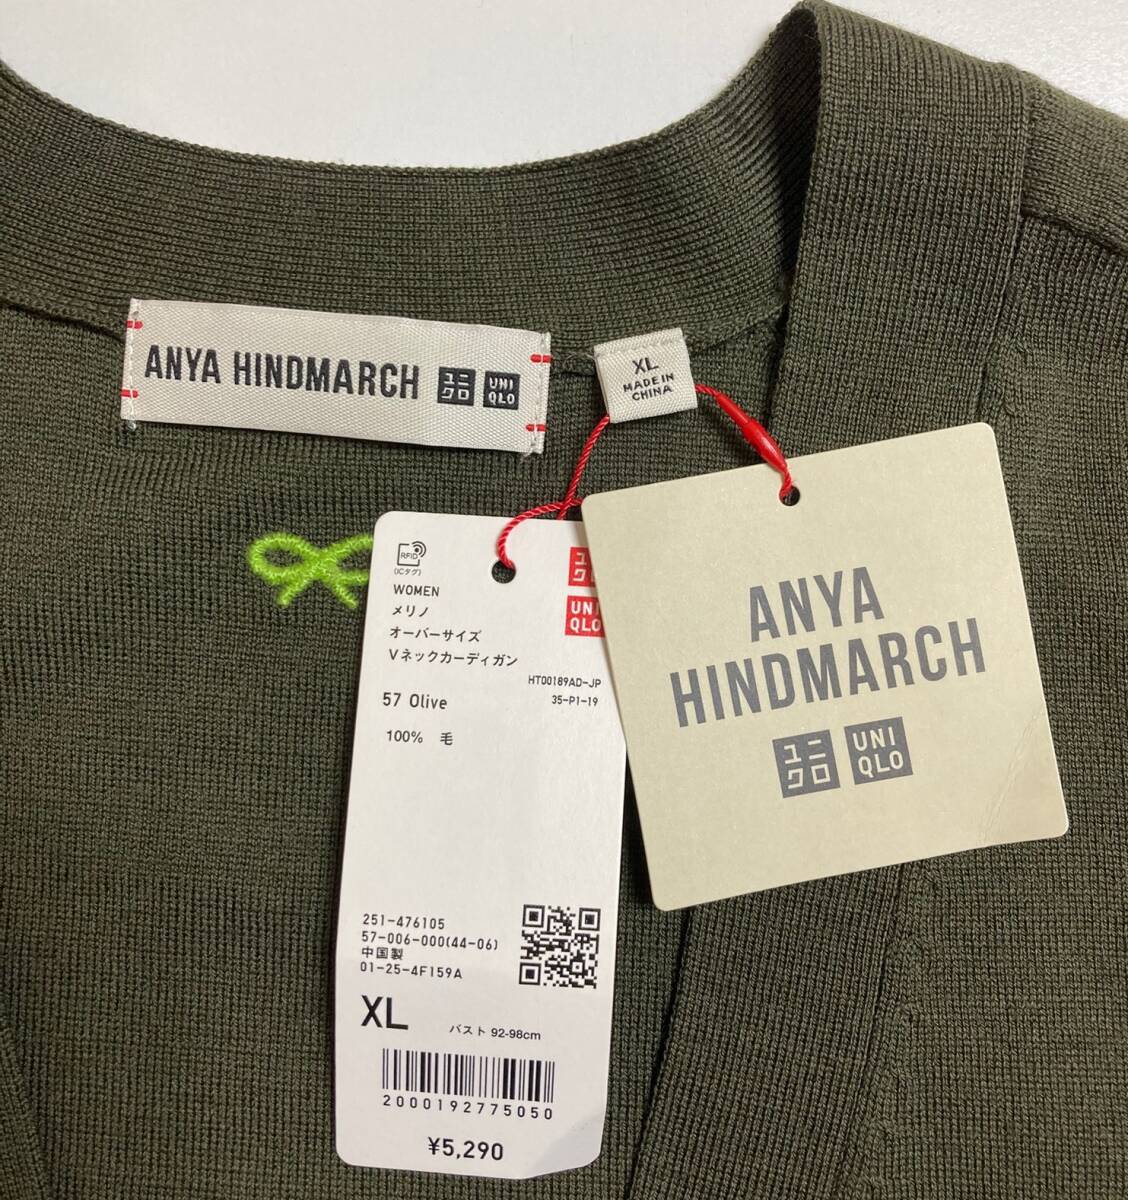 ANYA HINDMARCH ユニクロ UNIQLO
XL
MADE IN
CHINA
RFID
(ICタグ)
ユニクロ
UNIQLO
WOMEN
メリノ
オーバーサイズ
Vネックカーディガン
HT00189AD-JP
35-P1-19
57 Olive
100% 毛
251-476105
57-006-000(44-06)
中国製
01-25-4F159A
XL バスト 92-98cm
2000192775050
¥5,290
ANYA
HINDMARCH
ユニクロ UNIQLO